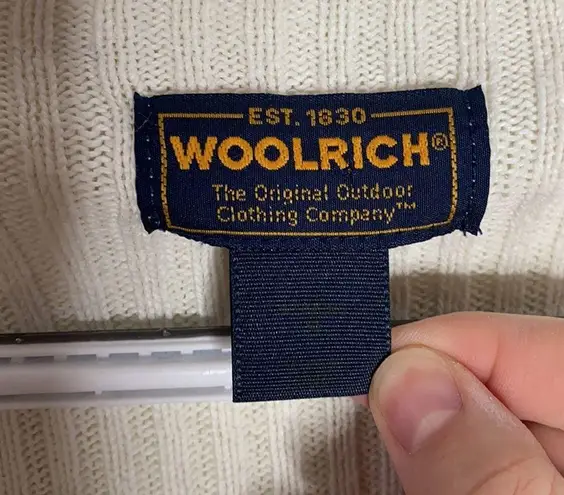 EST. 1830
WOOLRICH®
The Original Outdoor
Clothing Company™